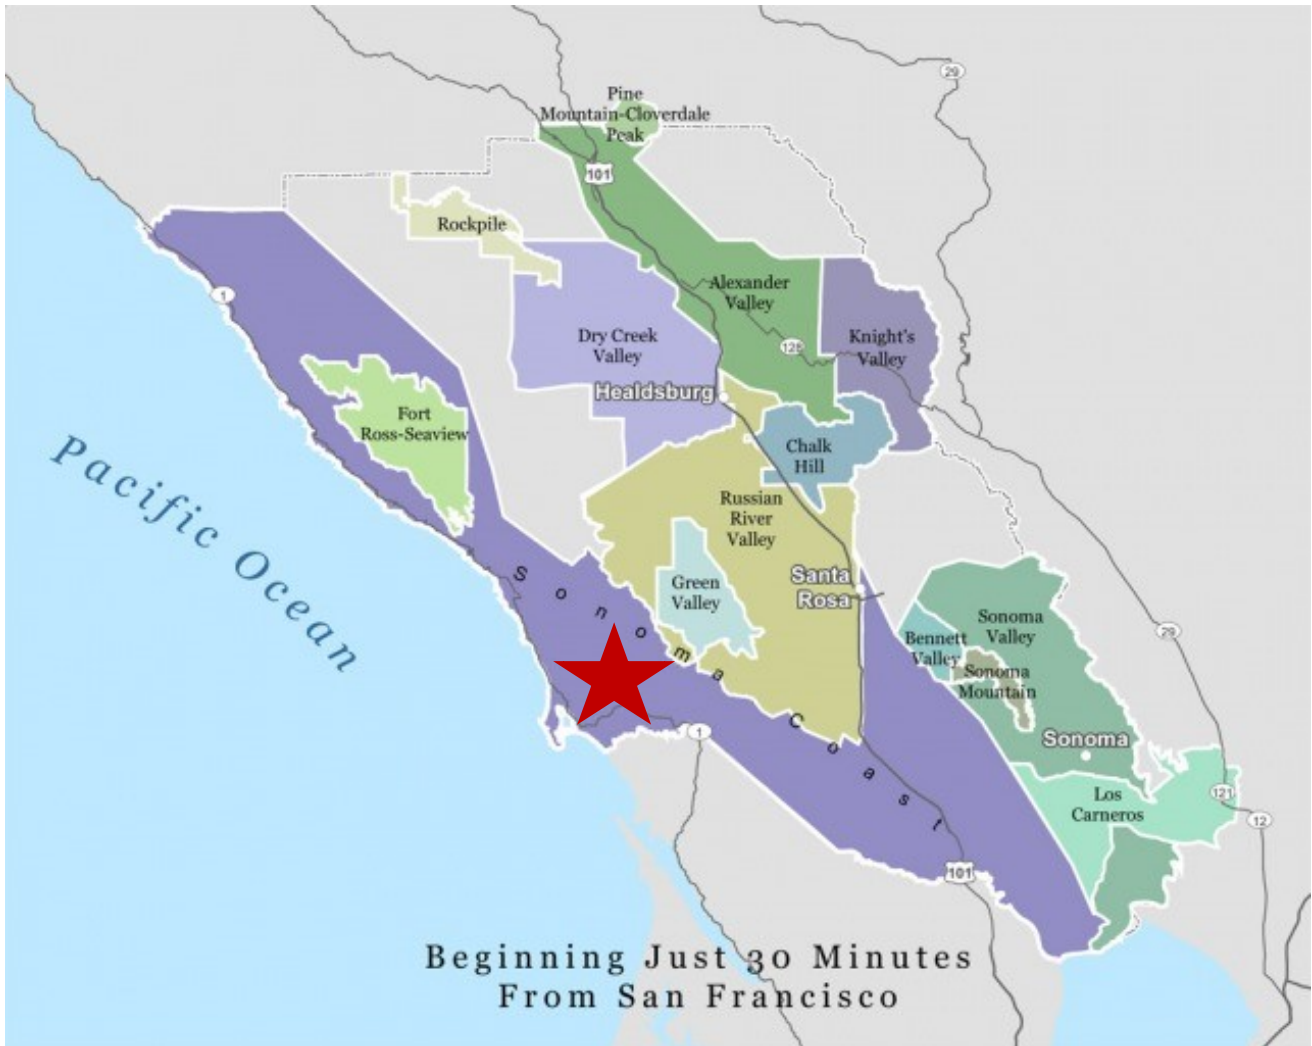 29
Pine
Mountain-Cloverdale
Peak
101
Rockpile
1
Alexander
Valley
Dry Creek
Valley
128
Knight's
Valley
Healdsburg
Fort
Ross-Seaview
Chalk
Hill
Pacific Ocean
Russian
River
Valley
Sonoma Coast
Green
Valley
Santa
Rosa
Sonoma
Valley
Bennett
Valley
29
Sonoma
Mountain
1
Sonoma
Los
Carneros
121
12
101
Beginning Just 30 Minutes
From San Francisco